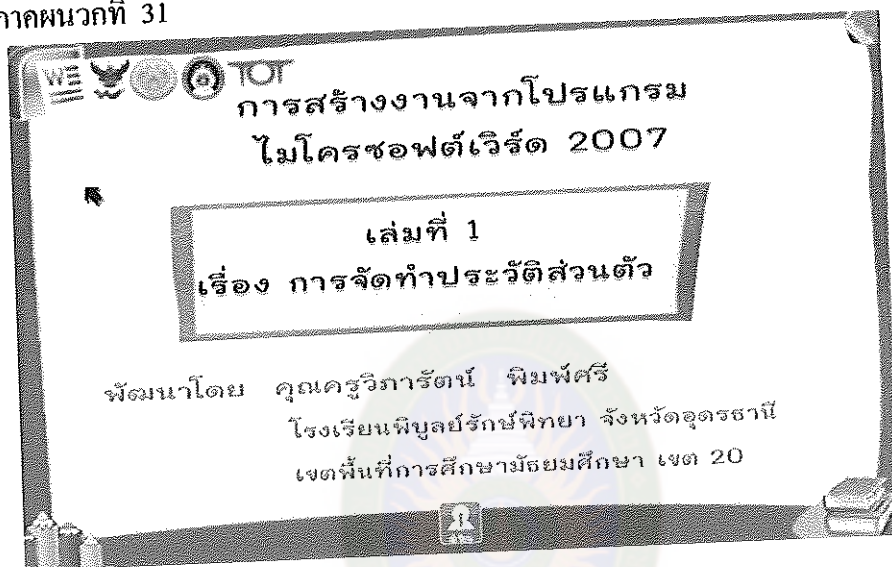 ภาคผนวกที่ 31
TOT
การสร้างงานจากโปรแกรม
ไมโครซอฟต์เวิร์ด 2007
เล่มที่ 1
เรื่อง การจัดทำประวัติส่วนตัว
พัฒนาโดย คุณครูวิภารัตน์ พิมพ์ศรี
โรงเรียนพิบูลย์รักษ์พิทยา จังหวัดอุดรธานี
เขตพื้นที่การศึกษามัธยมศึกษา เขต 20